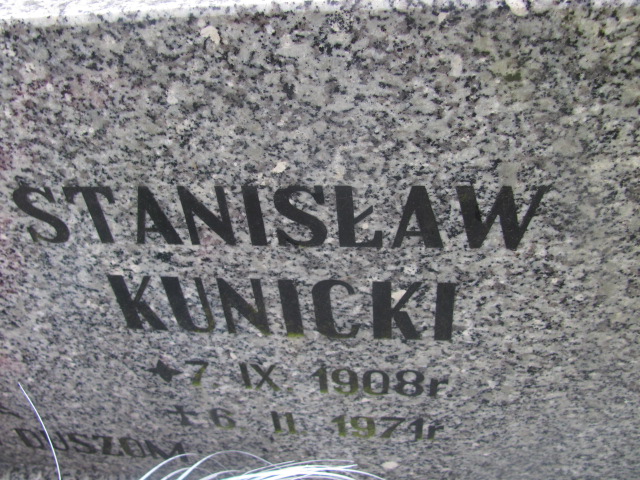 STANISŁAW
KUNICKI
★ 7 IX 1908r
† 6 II 1971r
DUSZOM